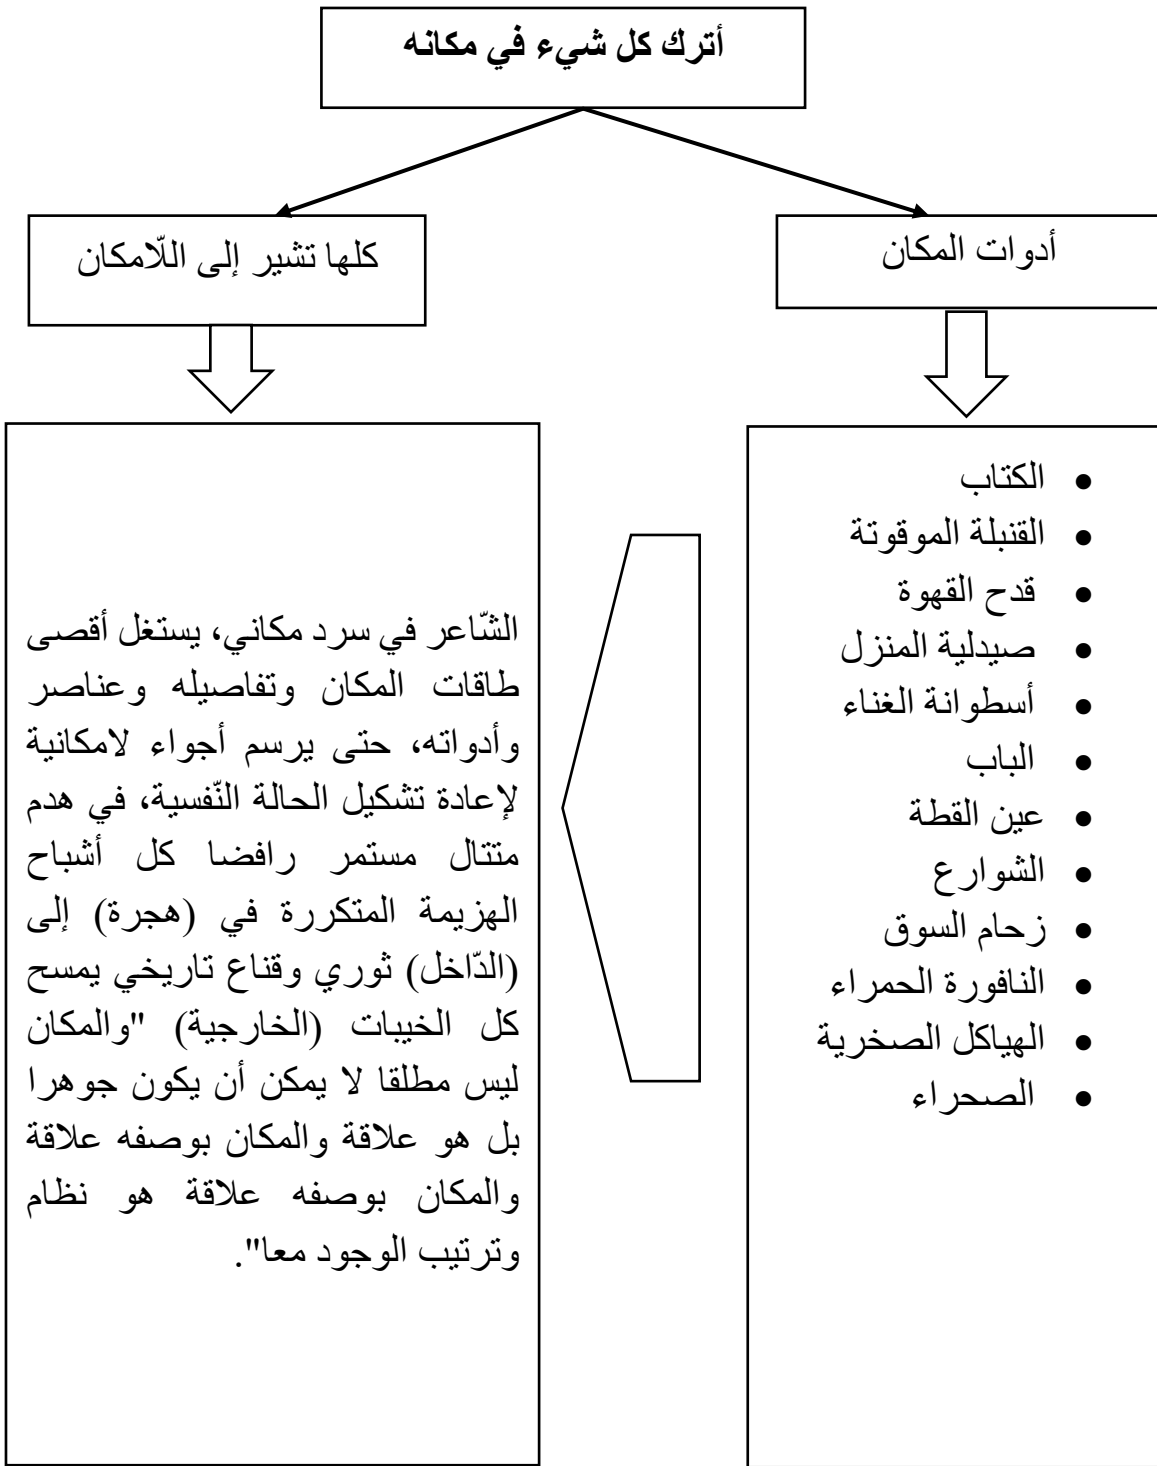 أترك كل شيء في مكانه
أدوات المكان
كلها تشير إلى اللّامكان
• الكتاب
• القنبلة الموقوتة
• قدح القهوة
• صيدلية المنزل
• أسطوانة الغناء
• الباب
• عين القطة
• الشوارع
• زحام السوق
• النافورة الحمراء
• الهياكل الصخرية
• الصحراء
الشّاعر في سرد مكاني، يستغل أقصى
طاقات المكان وتفاصيله وعناصر
وأدواته، حتى يرسم أجواء لامكانية
لإعادة تشكيل الحالة النّفسية، في هدم
متتال مستمر رافضا كل أشباح
الهزيمة المتكررة في (هجرة) إلى
(الدّاخل) ثوري وقناع تاريخي يمسح
كل الخيبات (الخارجية) "والمكان
ليس مطلقا لا يمكن أن يكون جوهرا
بل هو علاقة والمكان بوصفه علاقة
والمكان بوصفه علاقة هو نظام
وترتيب الوجود معا".